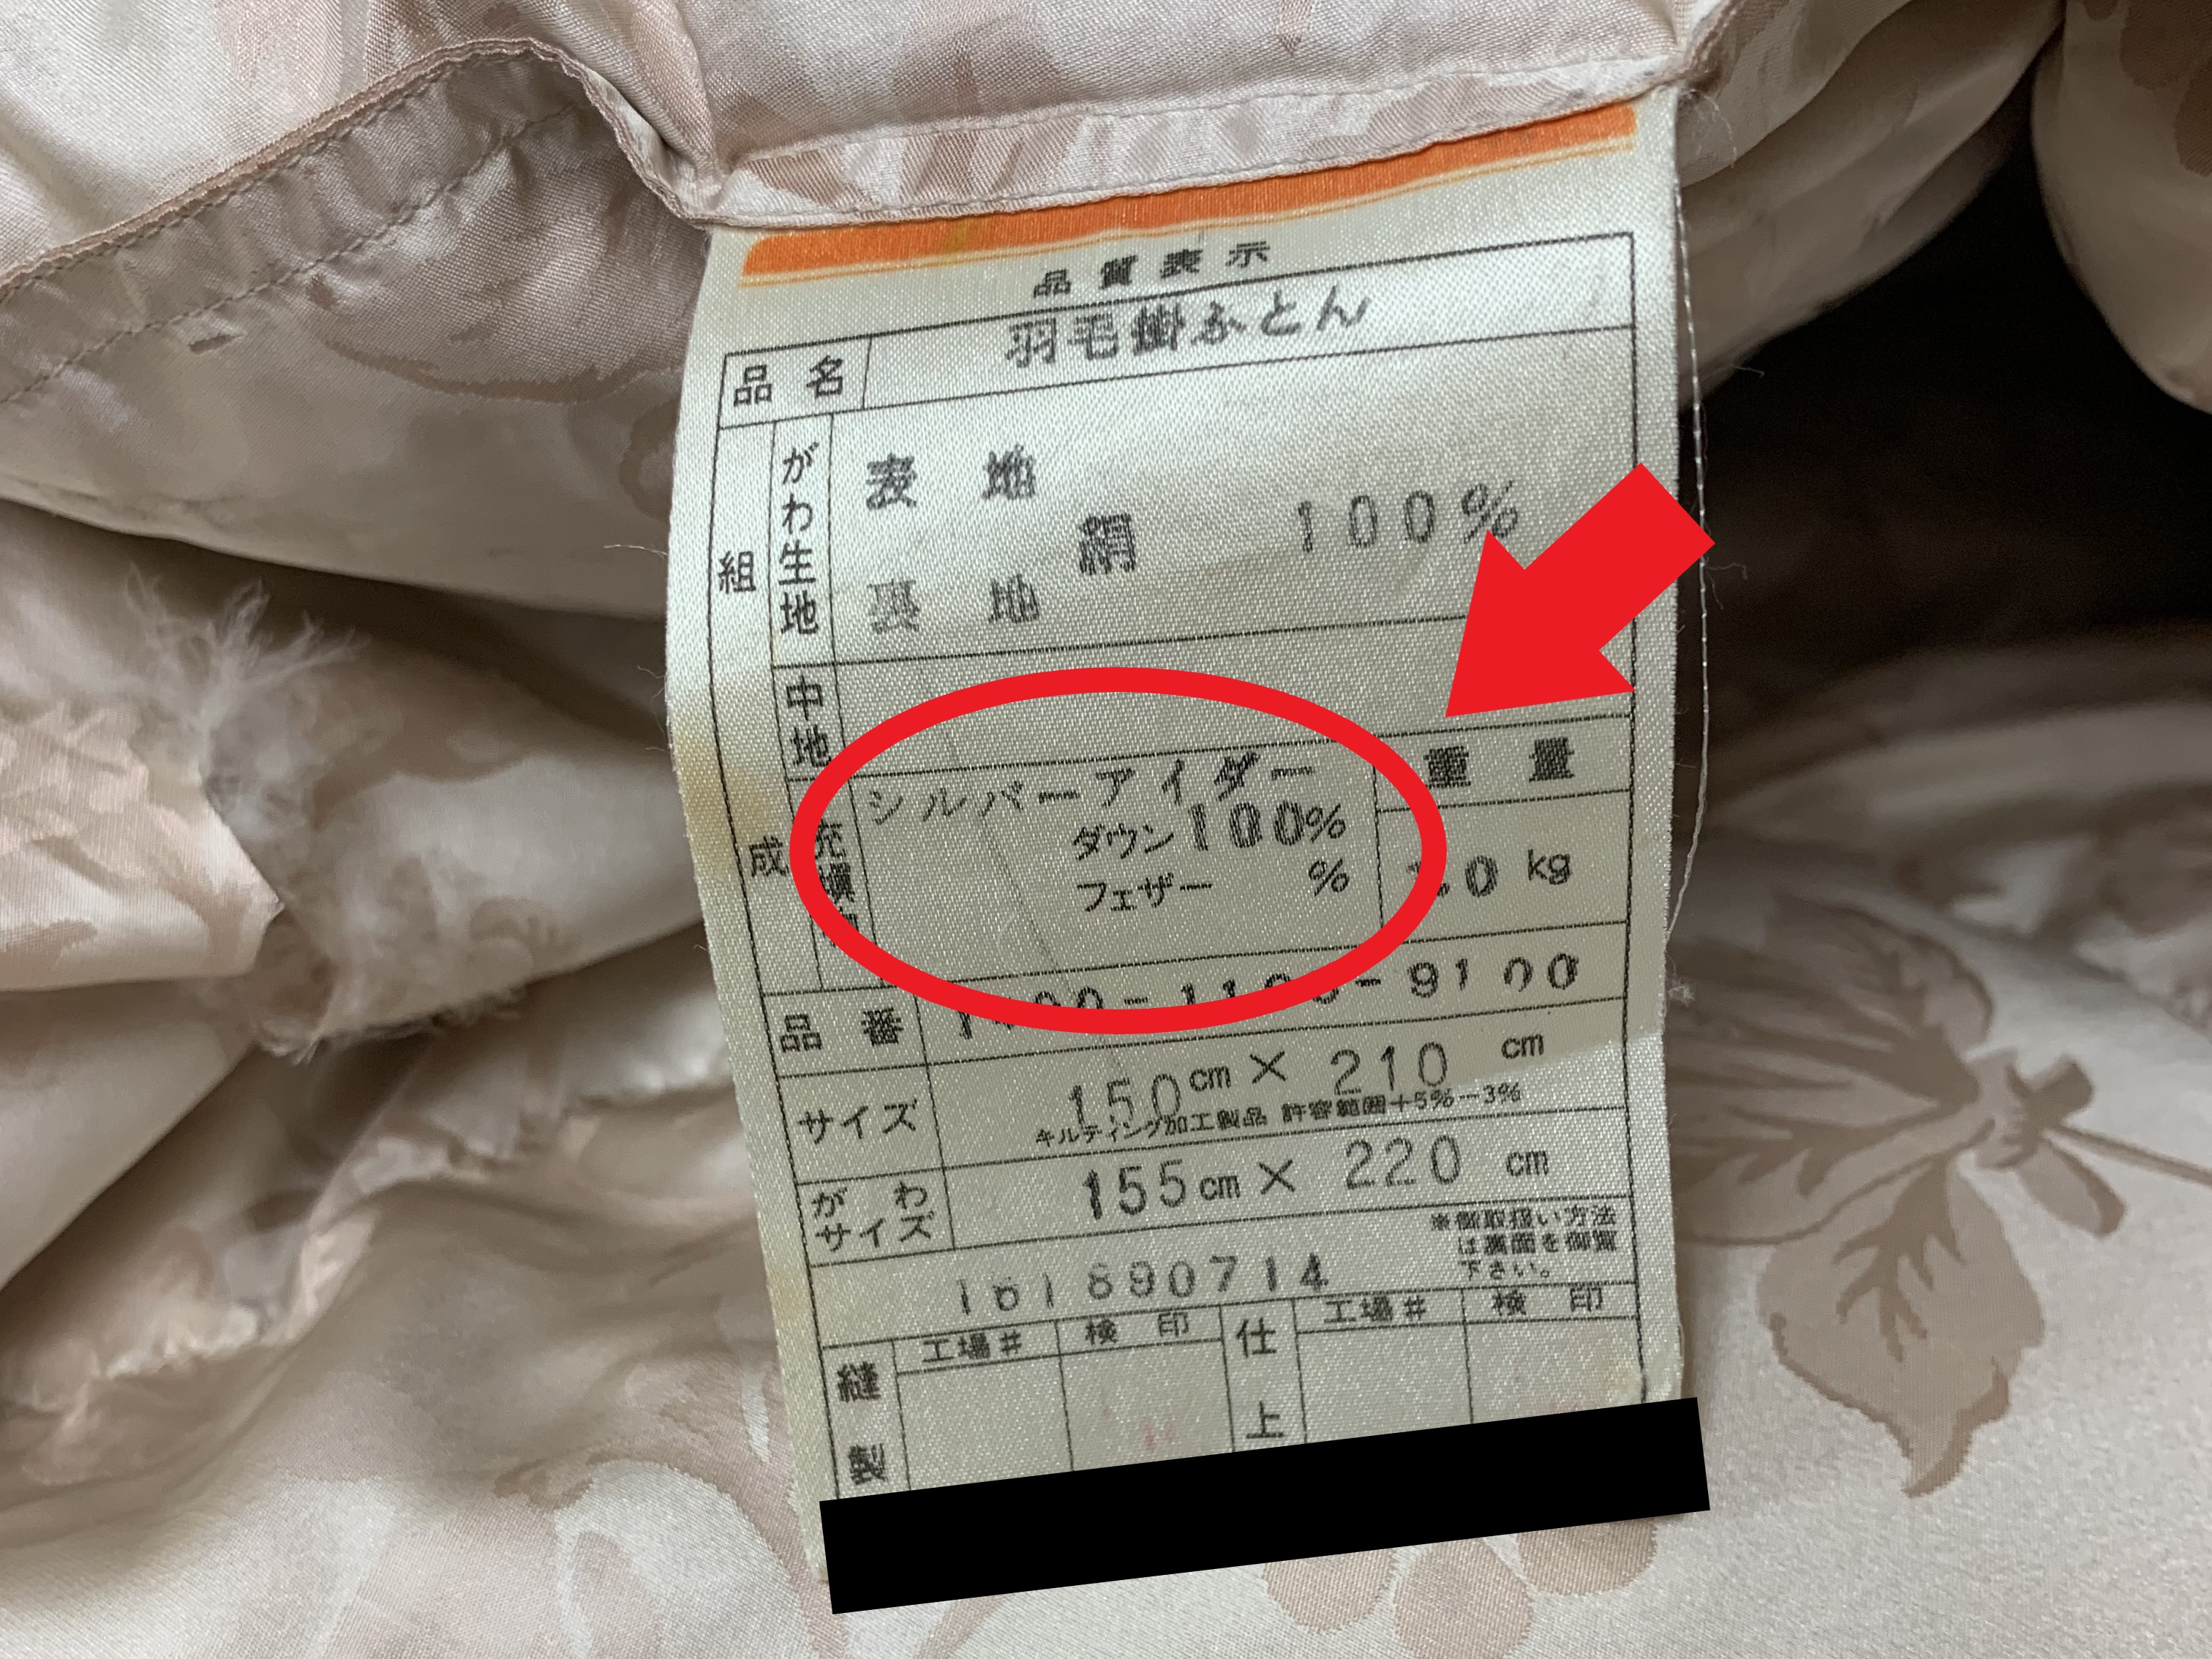 品質表示
品名 羽毛掛ふとん
組成
がわ生地
表地
絹 100%
裏地
中地
シルバーアイダー
ダウン100%
フェザー %
重量
kg
品番
9100
サイズ 150cm × 210 cm
キルティング加工製品 許容範囲+5%−3%
がわサイズ 155cm × 220 cm
※御取扱い方法
は裏面を御覧
下さい。
縫製 工場# 検印
仕上 工場# 検印